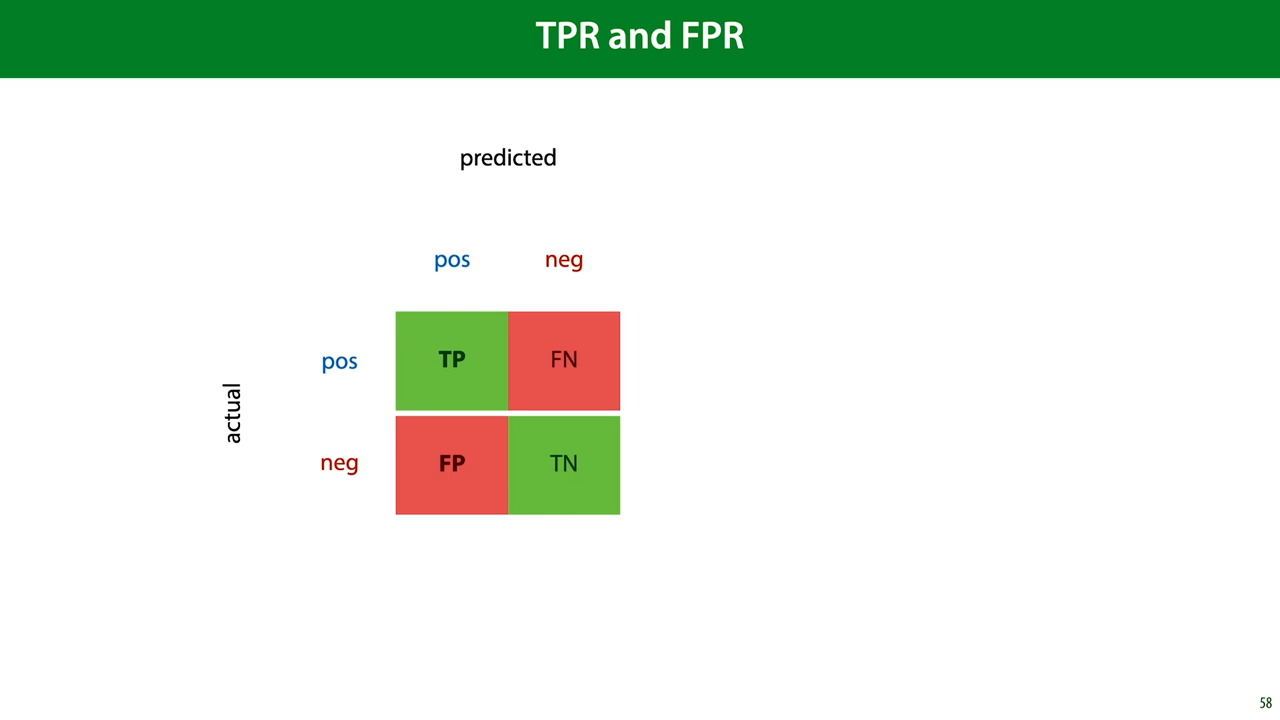 TPR and FPR
predicted
pos neg
pos TP FN
actual
neg FP TN
58